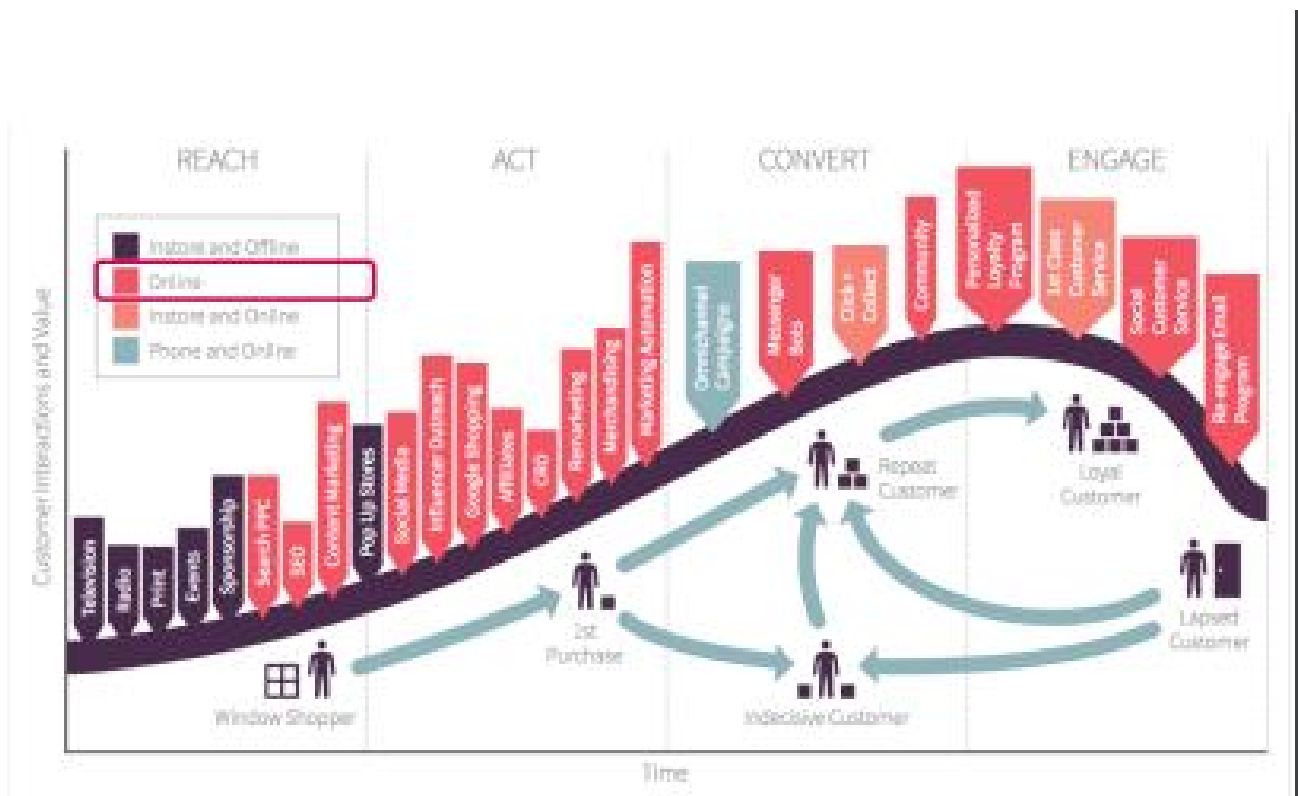 REACH
ACT
CONVERT
ENGAGE
Instore and Offline
Online
Instore and Online
Phone and Online
Customer Interactions and Value
Television
Radio
Print
Events
Sponsorship
Search PPC
SEO
Content Marketing
Pop Up Stores
Social Media
Influencer Outreach
Google Shopping
Affiliates
CRO
Remarketing
Merchandising
Marketing Automation
Omnichannel
Campaigns
Messenger
Bots
Click +
Collect
Community
Personalised
Loyalty
Program
1st Class
Customer
Service
Social
Customer
Service
Re-engage Email
Program
Window Shopper
1st
Purchase
Repeat
Customer
Indecisive Customer
Loyal
Customer
Lapsed
Customer
Time